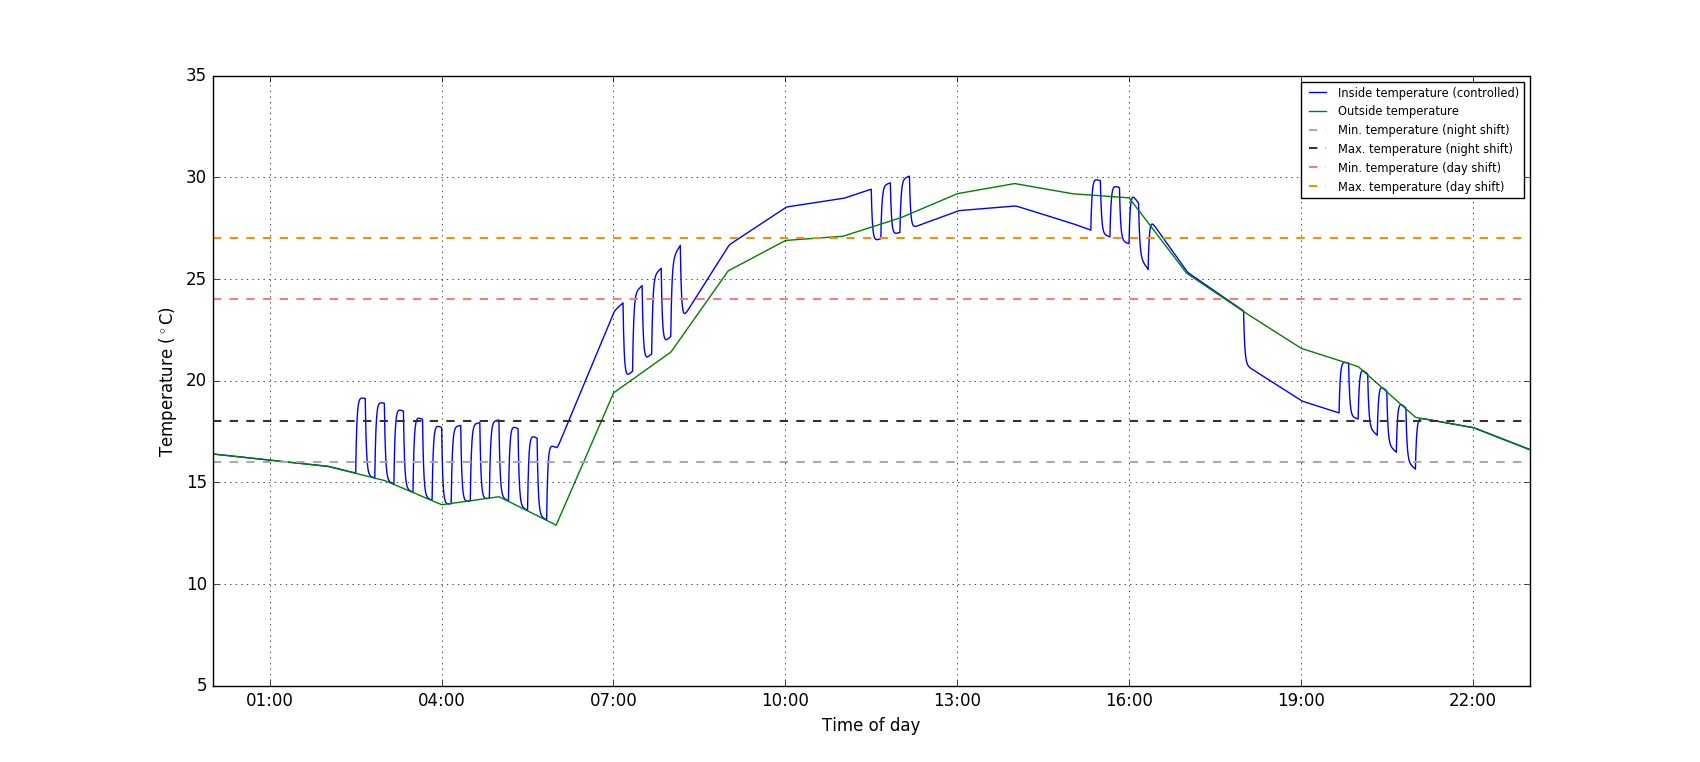 35
30
25
20
15
10
5
Temperature (°C)
01:00 04:00 07:00 10:00 13:00 16:00 19:00 22:00
Time of day
Inside temperature (controlled)
Outside temperature
Min. temperature (night shift)
Max. temperature (night shift)
Min. temperature (day shift)
Max. temperature (day shift)